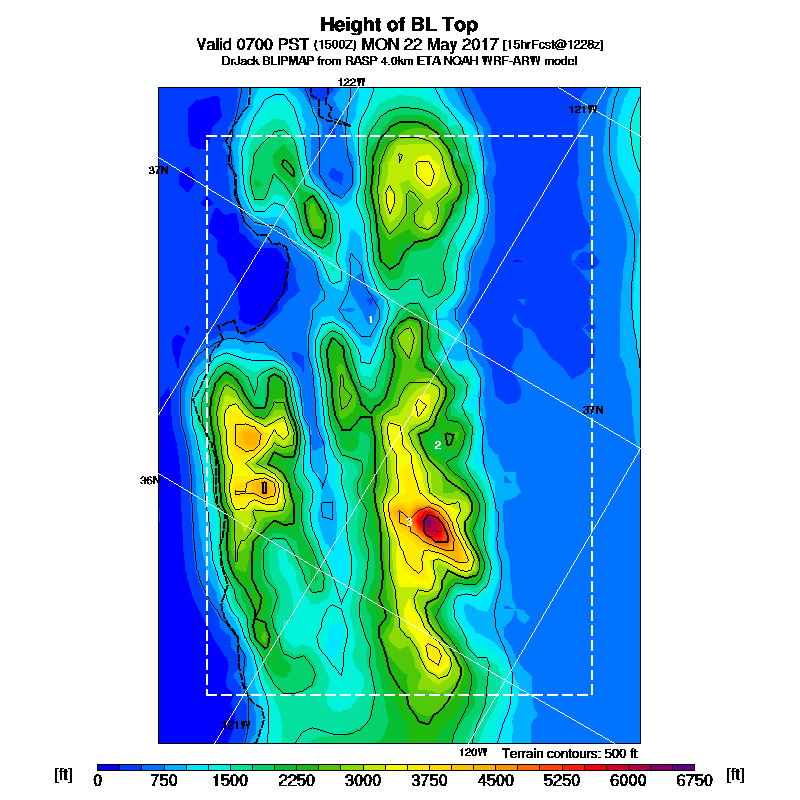 Height of BL Top
Valid 0700 PST (1500Z) MON 22 May 2017 [15hrFcst@1228z]
DrJack BLIPMAP from RASP 4.0km ETA NOAH WRF-ARW model
122W
121W
37N
1
37N
2
36N
3
121W
120W Terrain contours: 500 ft
[ft] 0 750 1500 2250 3000 3750 4500 5250 6000 6750 [ft]